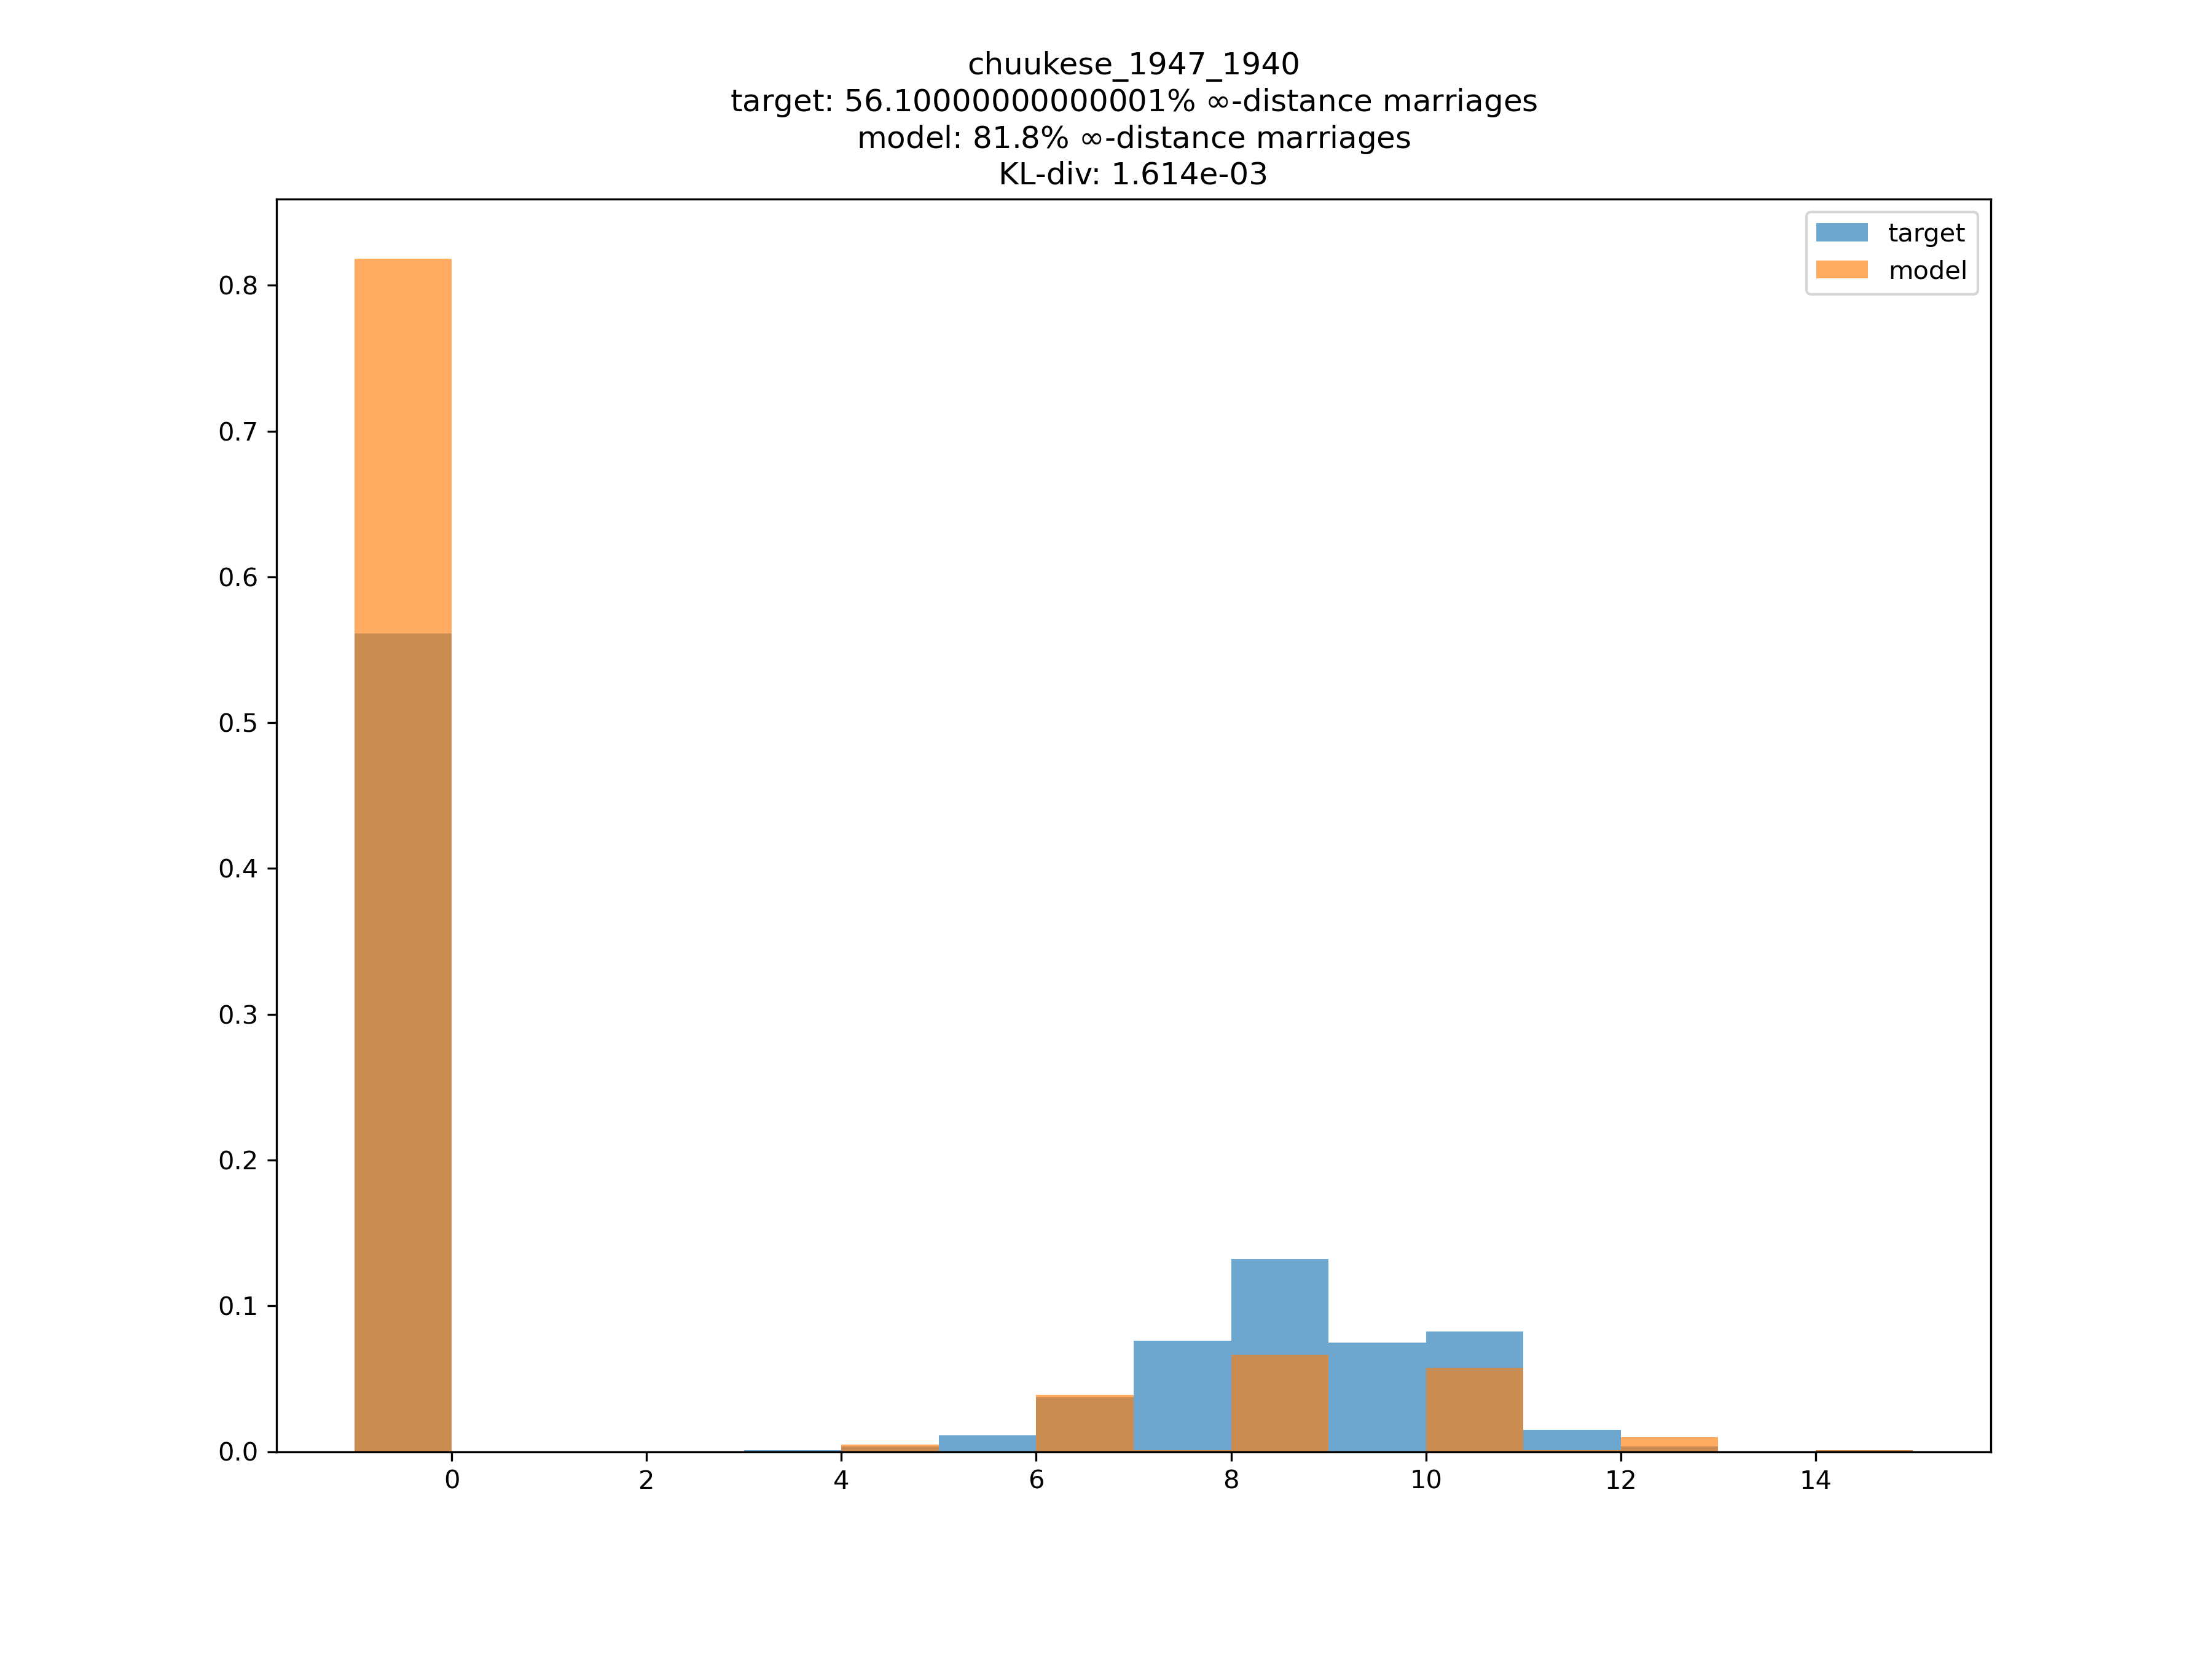 chuukese_1947_1940
target: 56.10000000000001% ∞-distance marriages
model: 81.8% ∞-distance marriages
KL-div: 1.614e-03
target
model
0.8
0.7
0.6
0.5
0.4
0.3
0.2
0.1
0.0
0 2 4 6 8 10 12 14